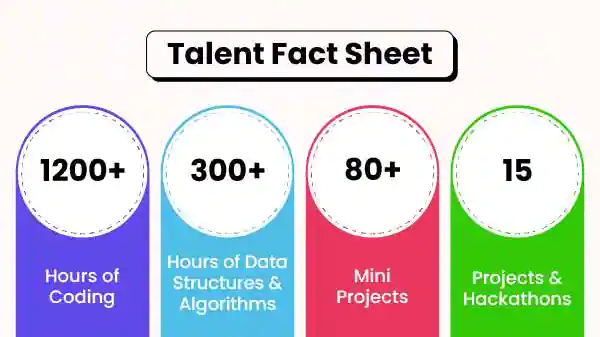 Talent Fact Sheet
1200+
Hours of
Coding
300+
Hours of Data
Structures &
Algorithms
80+
Mini
Projects
15
Projects &
Hackathons